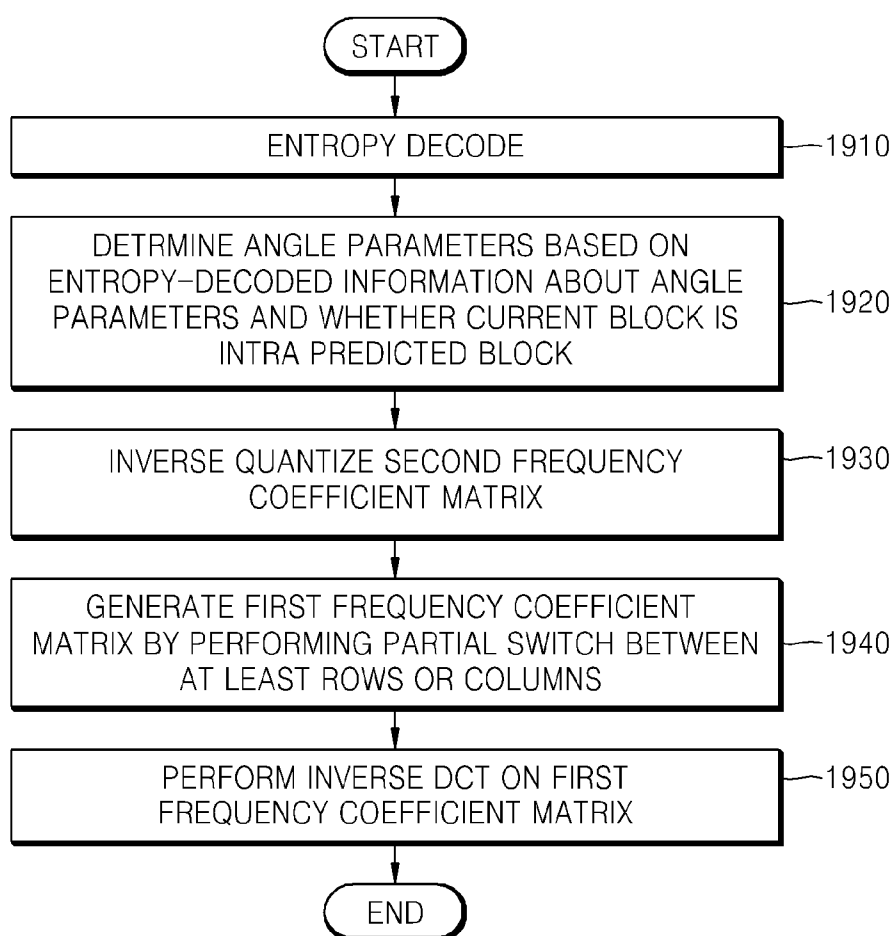 START
ENTROPY DECODE
1910
DETRMINE ANGLE PARAMETERS BASED ON
ENTROPY-DECODED INFORMATION ABOUT ANGLE
PARAMETERS AND WHETHER CURRENT BLOCK IS
INTRA PREDICTED BLOCK
1920
INVERSE QUANTIZE SECOND FREQUENCY
COEFFICIENT MATRIX
1930
GENERATE FIRST FREQUENCY COEFFICIENT
MATRIX BY PERFORMING PARTIAL SWITCH BETWEEN
AT LEAST ROWS OR COLUMNS
1940
PERFORM INVERSE DCT ON FIRST
FREQUENCY COEFFICIENT MATRIX
1950
END